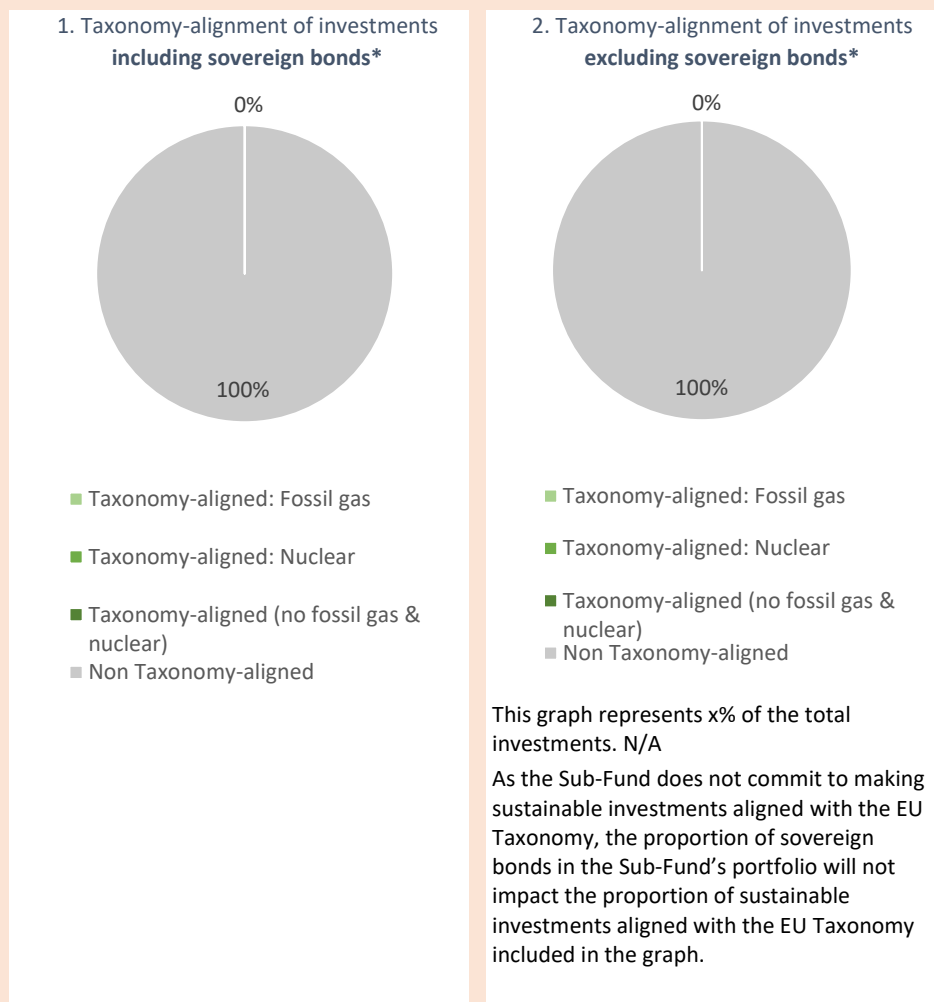 1. Taxonomy-alignment of investments
including sovereign bonds*
0%
100%
Taxonomy-aligned: Fossil gas
Taxonomy-aligned: Nuclear
Taxonomy-aligned (no fossil gas &
nuclear)
Non Taxonomy-aligned
2. Taxonomy-alignment of investments
excluding sovereign bonds*
0%
100%
Taxonomy-aligned: Fossil gas
Taxonomy-aligned: Nuclear
Taxonomy-aligned (no fossil gas &
nuclear)
Non Taxonomy-aligned
This graph represents x% of the total
investments. N/A
As the Sub-Fund does not commit to making
sustainable investments aligned with the EU
Taxonomy, the proportion of sovereign
bonds in the Sub-Fund’s portfolio will not
impact the proportion of sustainable
investments aligned with the EU Taxonomy
included in the graph.